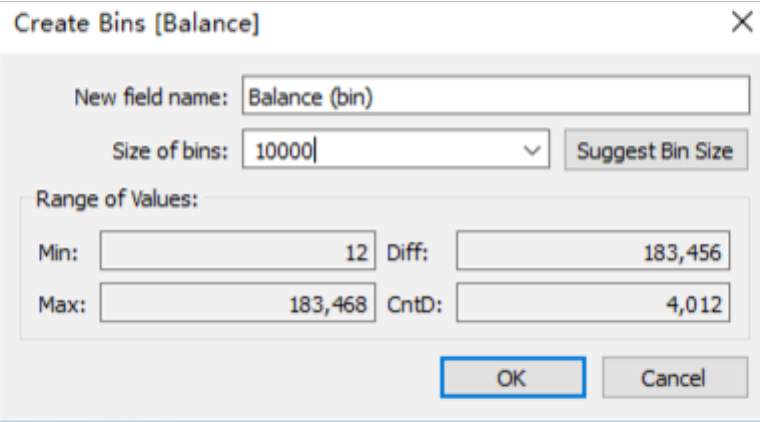 Create Bins [Balance]
New field name: Balance (bin)
Size of bins: 10000 Suggest Bin Size
Range of Values:
Min: 12 Diff: 183,456
Max: 183,468 CntD: 4,012
OK Cancel